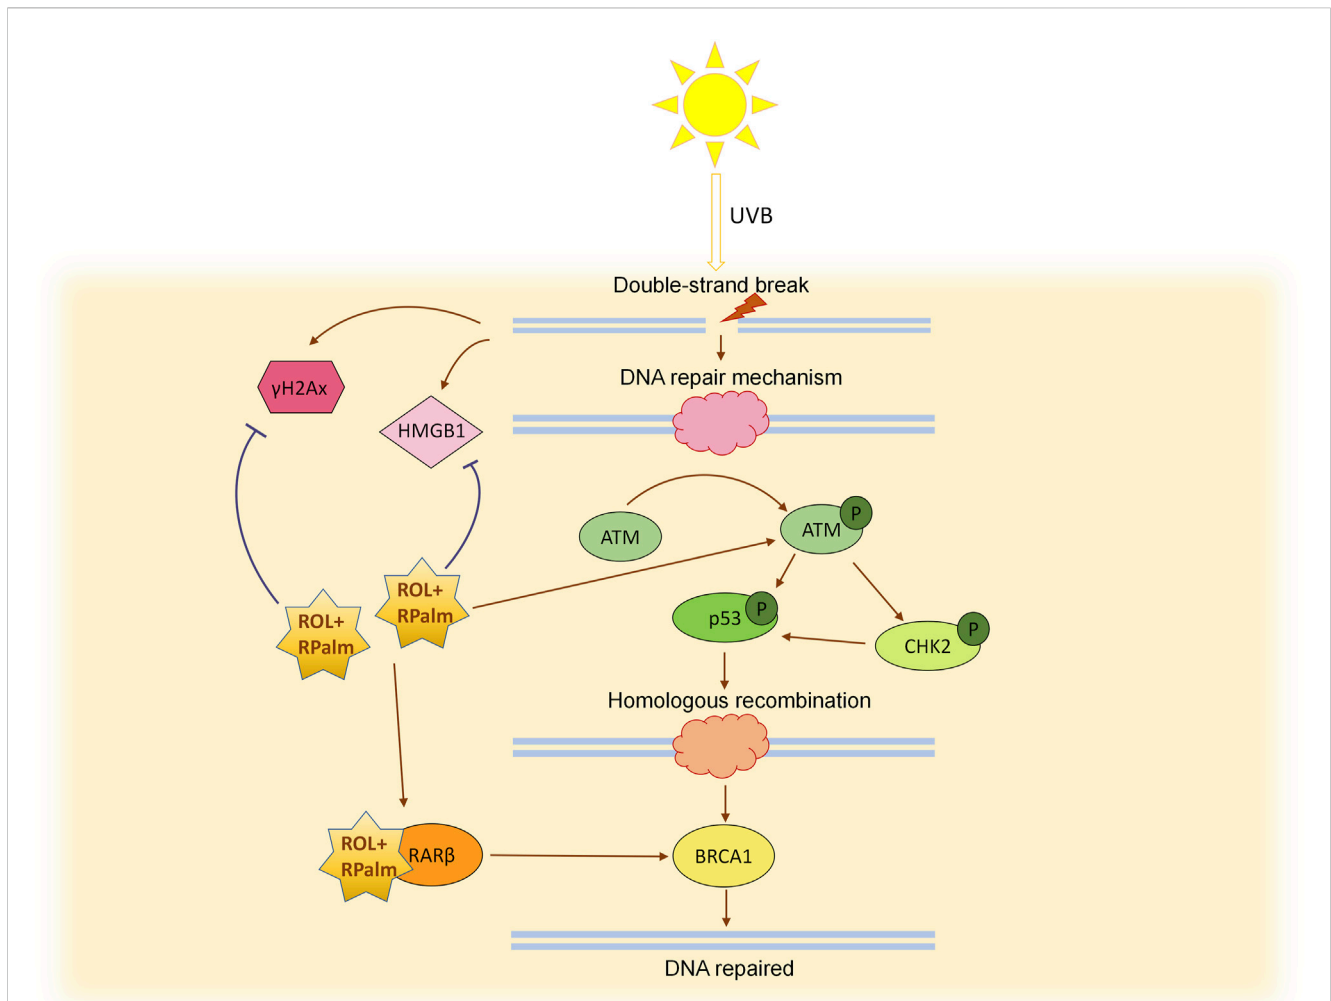 UVB
Double-strand break
γH2Ax
DNA repair mechanism
HMGB1
ATM
ATM
P
ROL+
RPalm
ROL+
RPalm
p53
P
CHK2
P
Homologous recombination
ROL+
RPalm
RARβ
BRCA1
DNA repaired